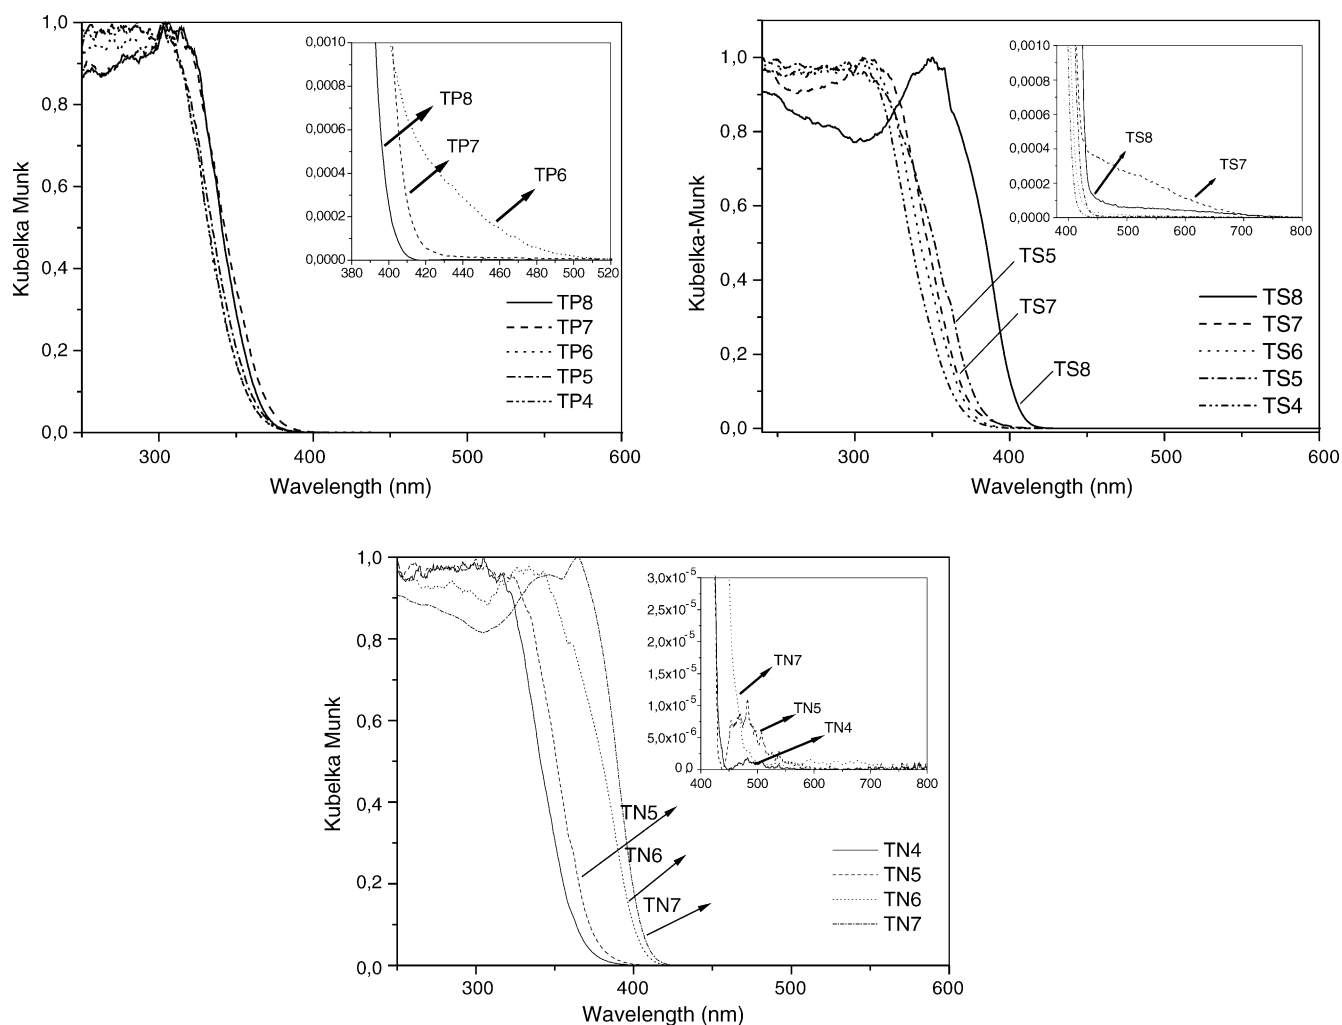 1,0
0,8
0,6
0,4
0,2
0,0
Kubelka Munk
300
400
500
600
Wavelength (nm)
0,0010
0,0008
0,0006
0,0004
0,0002
0,0000
380 400 420 440 460 480 500 520
TP8
TP7
TP6
TP8
TP7
TP6
TP5
TP4
1,0
0,8
0,6
0,4
0,2
0,0
Kubelka-Munk
300
400
500
600
Wavelength (nm)
0,0010
0,0008
0,0006
0,0004
0,0002
0,0000
400 500 600 700 800
TS8
TS7
TS5
TS7
TS8
TS8
TS7
TS6
TS5
TS4
1,0
0,8
0,6
0,4
0,2
0,0
Kubelka Munk
300
400
500
600
Wavelength (nm)
3,0x10-5
2,5x10-5
2,0x10-5
1,5x10-5
1,0x10-5
5,0x10-6
0 0
400 500 600 700 800
TN7
TN5
TN4
TN5
TN6
TN7
TN4
TN5
TN6
TN7